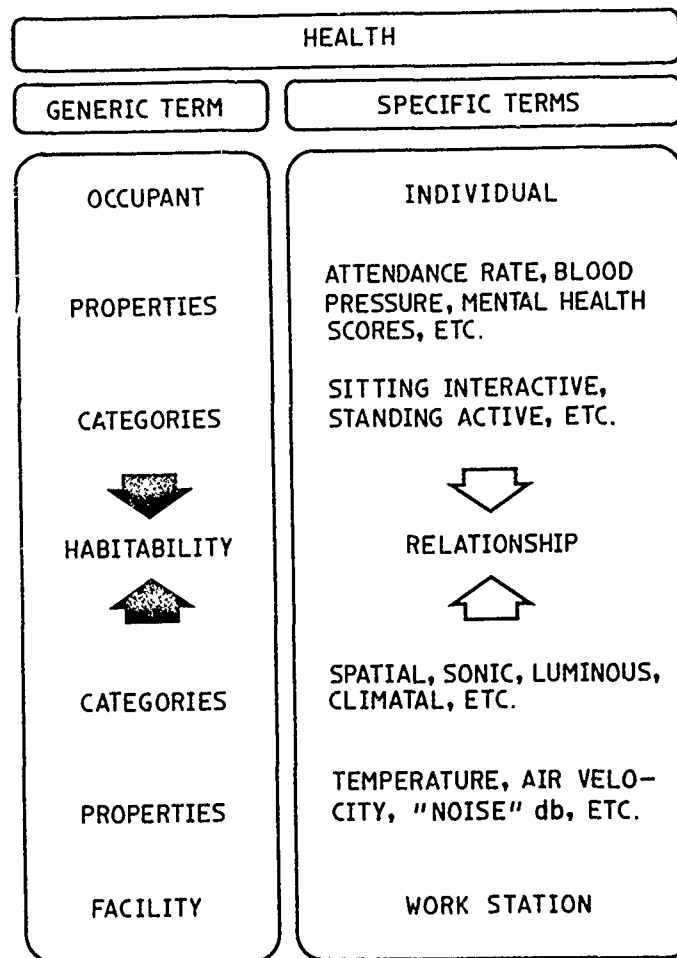 HEALTH
GENERIC TERM
SPECIFIC TERMS
OCCUPANT
INDIVIDUAL
PROPERTIES
ATTENDANCE RATE, BLOOD
PRESSURE, MENTAL HEALTH
SCORES, ETC.
CATEGORIES
SITTING INTERACTIVE,
STANDING ACTIVE, ETC.
HABITABILITY
RELATIONSHIP
CATEGORIES
SPATIAL, SONIC, LUMINOUS,
CLIMATAL, ETC.
PROPERTIES
TEMPERATURE, AIR VELO-
CITY, "NOISE" db, ETC.
FACILITY
WORK STATION